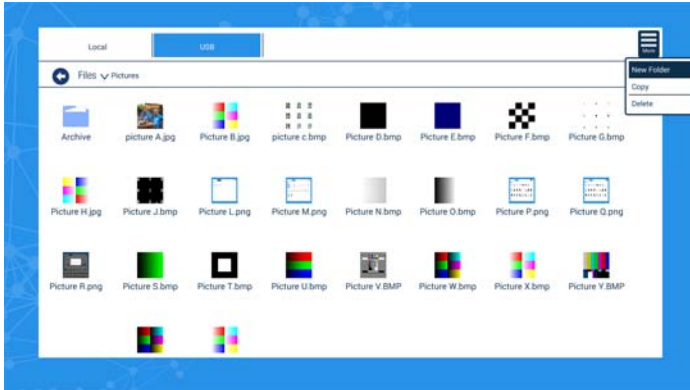 Local USB More
Files Pictures
New Folder
Copy
Delete
Archive picture A.jpg Picture B.jpg picture c.bmp Picture D.bmp Picture E.bmp Picture F.bmp Picture G.bmp
Picture H.jpg Picture J.bmp Picture L.png Picture M.png Picture N.bmp Picture O.bmp Picture P.png Picture Q.png
Picture R.png Picture S.bmp Picture T.bmp Picture U.bmp Picture V.BMP Picture W.bmp Picture X.bmp Picture Y.BMP